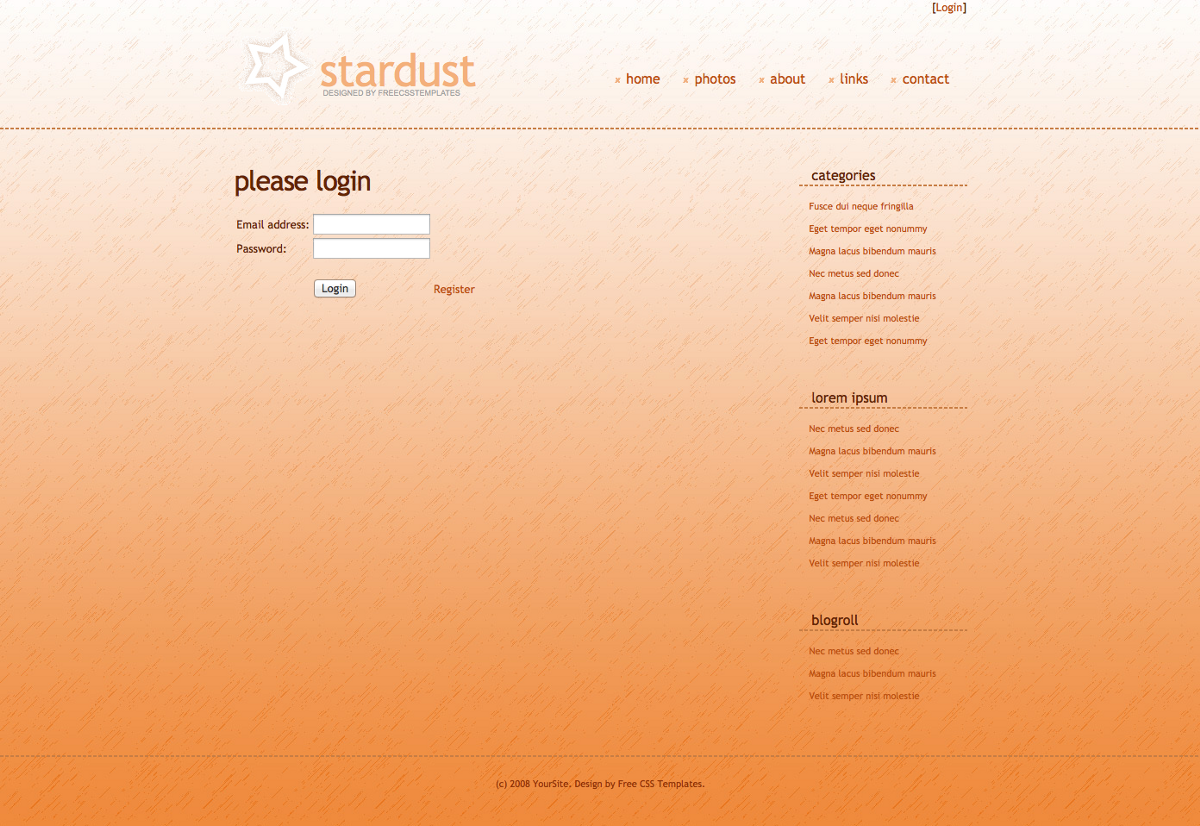 [Login]
stardust
DESIGNED BY FREECSSTEMPLATES
× home × photos × about × links × contact
please login
Email address:
Password:
Login Register
categories
Fusce dui neque fringilla
Eget tempor eget nonummy
Magna lacus bibendum mauris
Nec metus sed donec
Magna lacus bibendum mauris
Velit semper nisi molestie
Eget tempor eget nonummy
lorem ipsum
Nec metus sed donec
Magna lacus bibendum mauris
Velit semper nisi molestie
Eget tempor eget nonummy
Nec metus sed donec
Magna lacus bibendum mauris
Velit semper nisi molestie
blogroll
Nec metus sed donec
Magna lacus bibendum mauris
Velit semper nisi molestie
(c) 2008 YourSite. Design by Free CSS Templates.